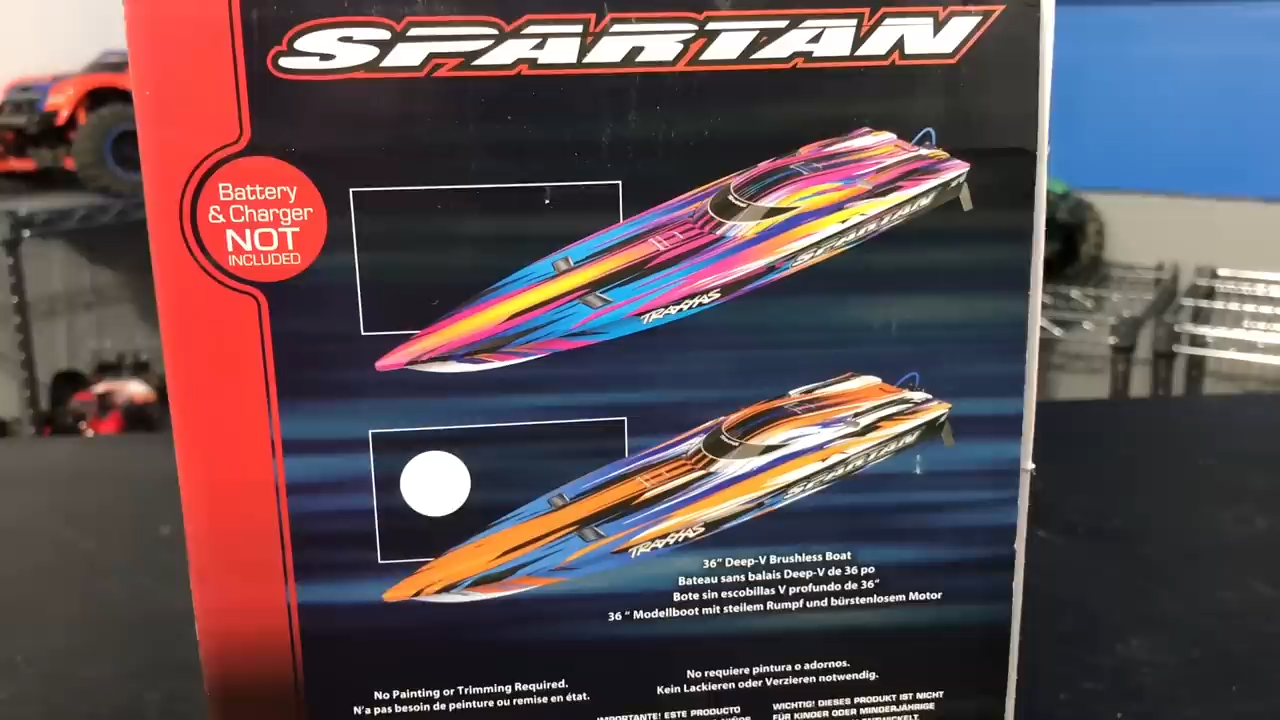 SPARTAN
Battery
& Charger
NOT
INCLUDED
SPARTAN
TRAXXAS
SPARTAN
TRAXXAS
36" Deep-V Brushless Boat
Bateau sans balais Deep-V de 36 po
Bote sin escobillas V profundo de 36"
36 " Modellboot mit steilem Rumpf und bürstenlosem Motor
No Painting or Trimming Required.
N'a pas besoin de peinture ou remise en état.
No requiere pintura o adornos.
Kein Lackieren oder Verzieren notwendig.
IMPORTANTE! ESTE PRODUCTO
WICHTIG! DIESES PRODUKT IST NICHT
FÜR KINDER ODER MINDERJÄHRIGE